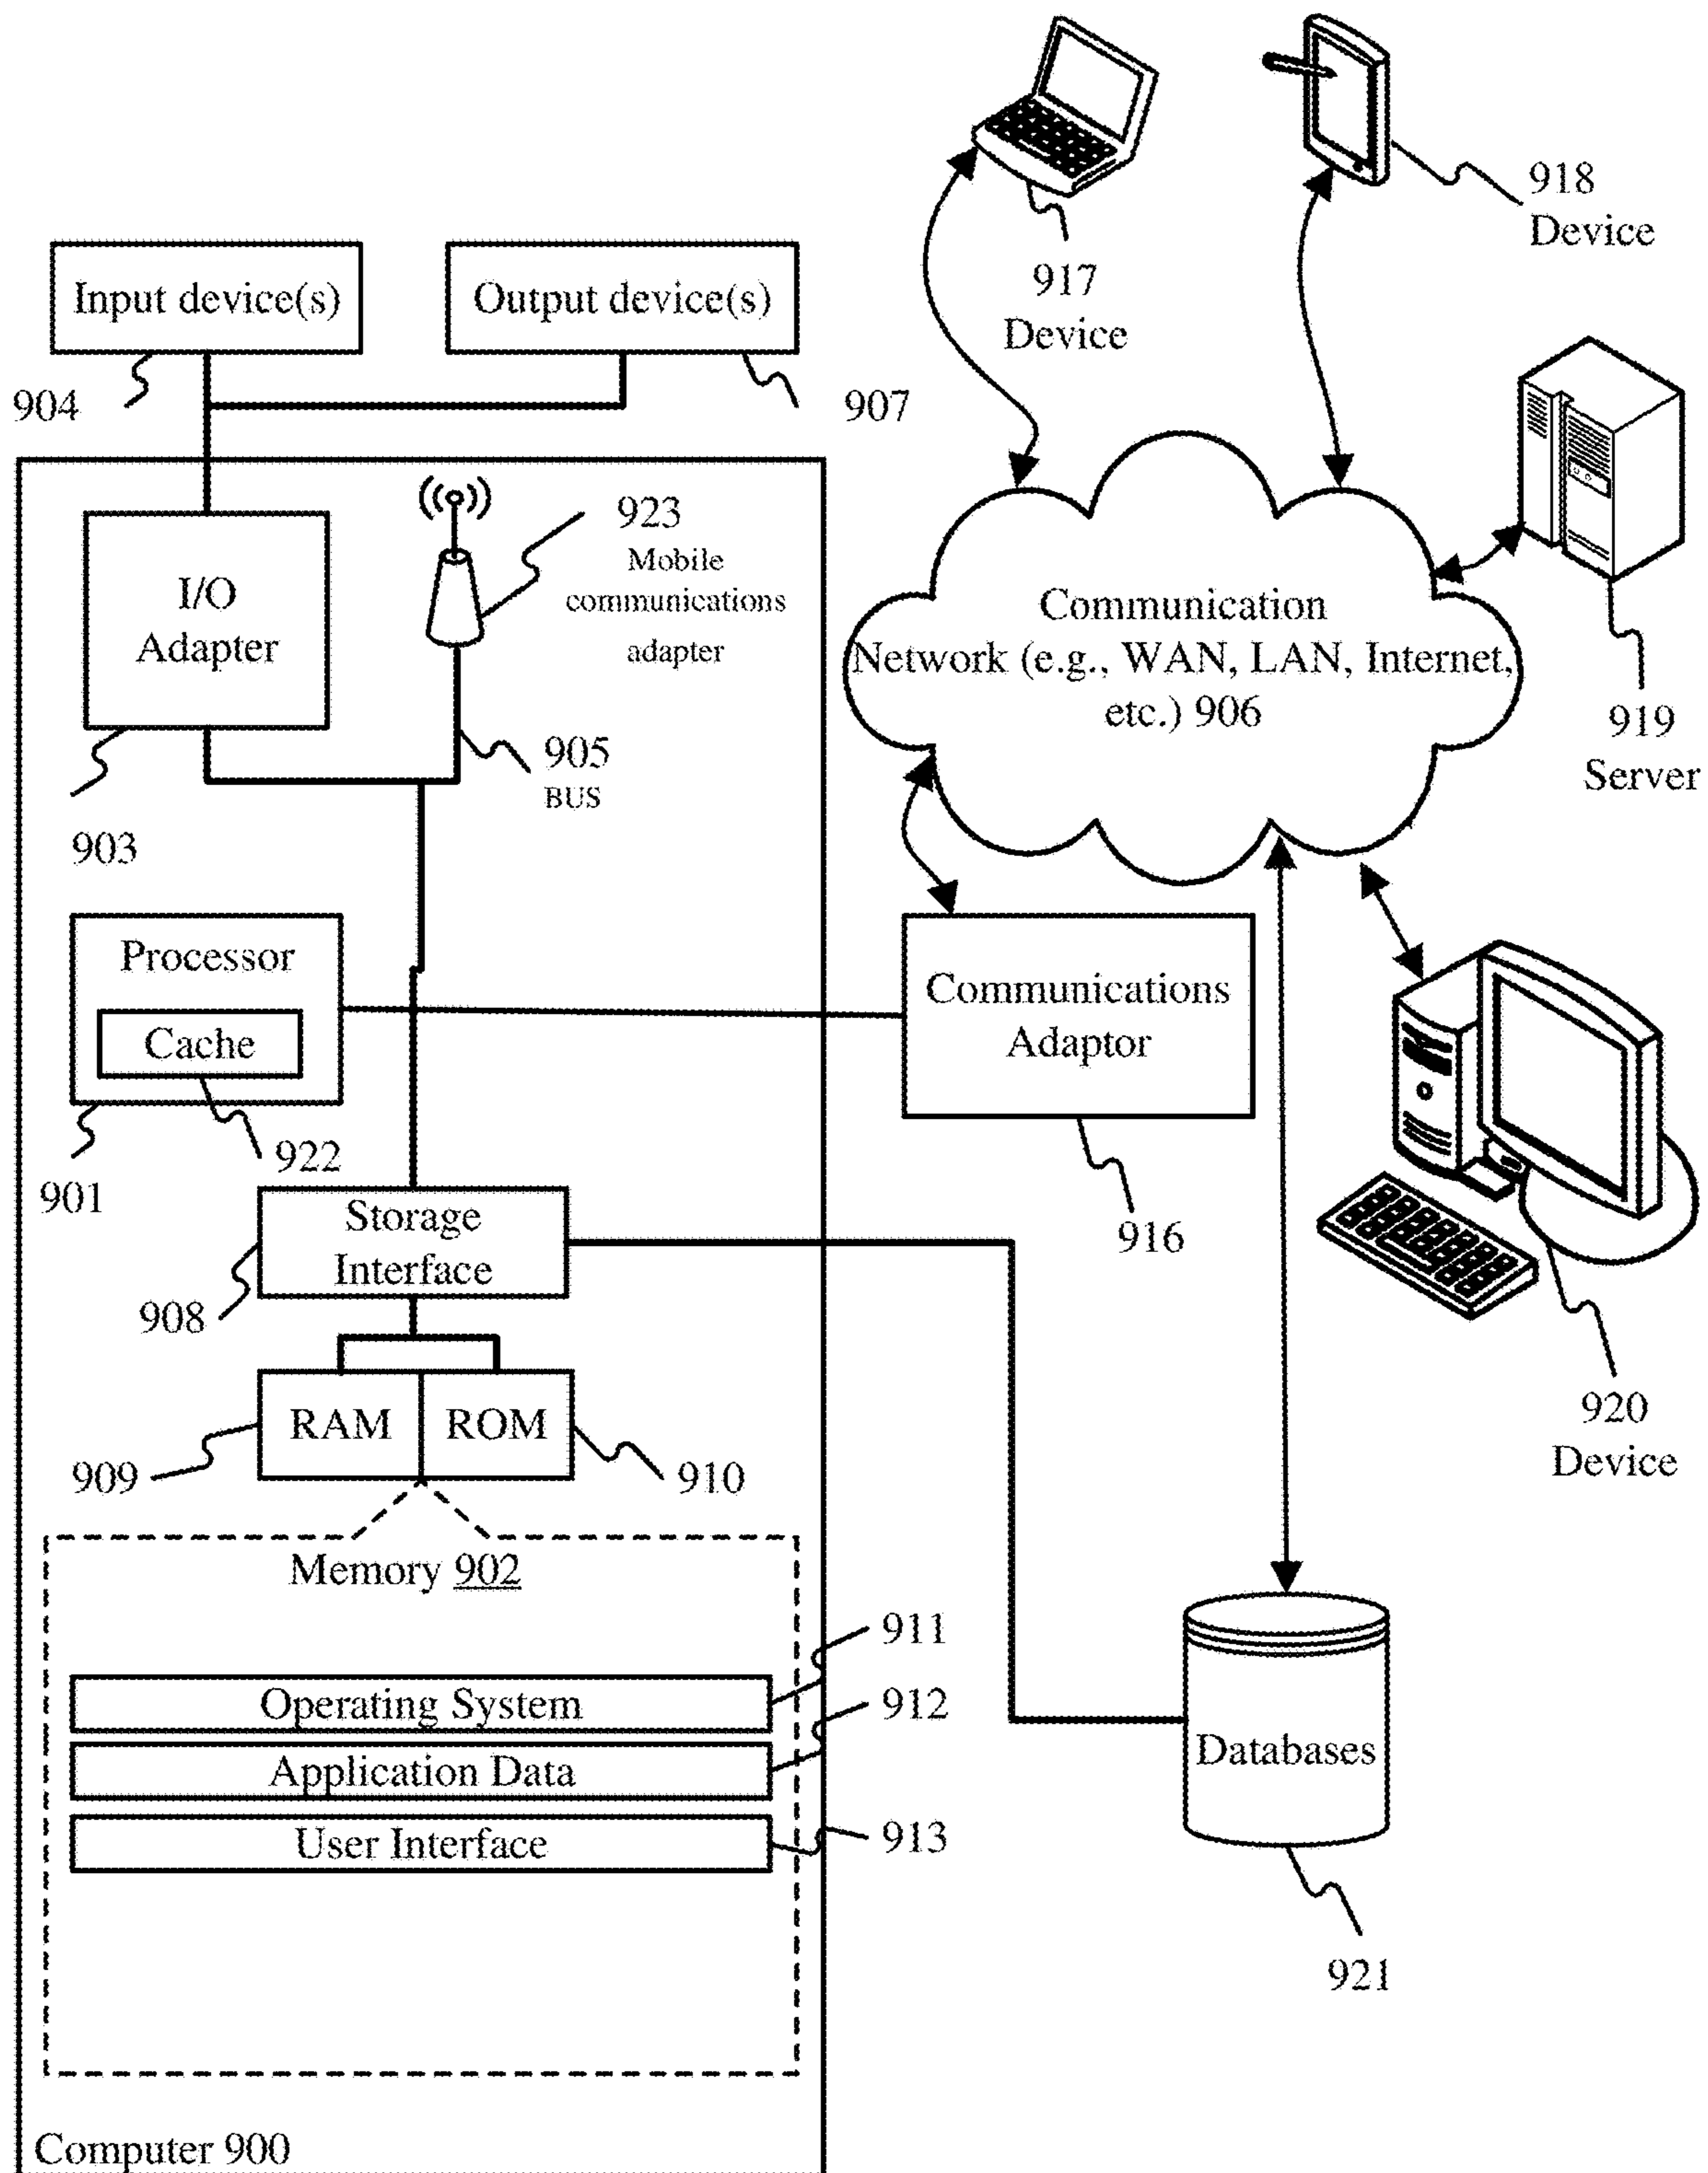 918
Device
917
Device
Input device(s)
Output device(s)
904
907
923
Mobile
communications
adapter
I/O
Adapter
905
BUS
903
Communication
Network (e.g., WAN, LAN, Internet,
etc.) 906
919
Server
Processor
Cache
922
901
Communications
Adaptor
916
Storage
Interface
908
RAM
ROM
909
910
920
Device
Memory 902
911
Operating System
912
Application Data
913
User Interface
Databases
921
Computer 900